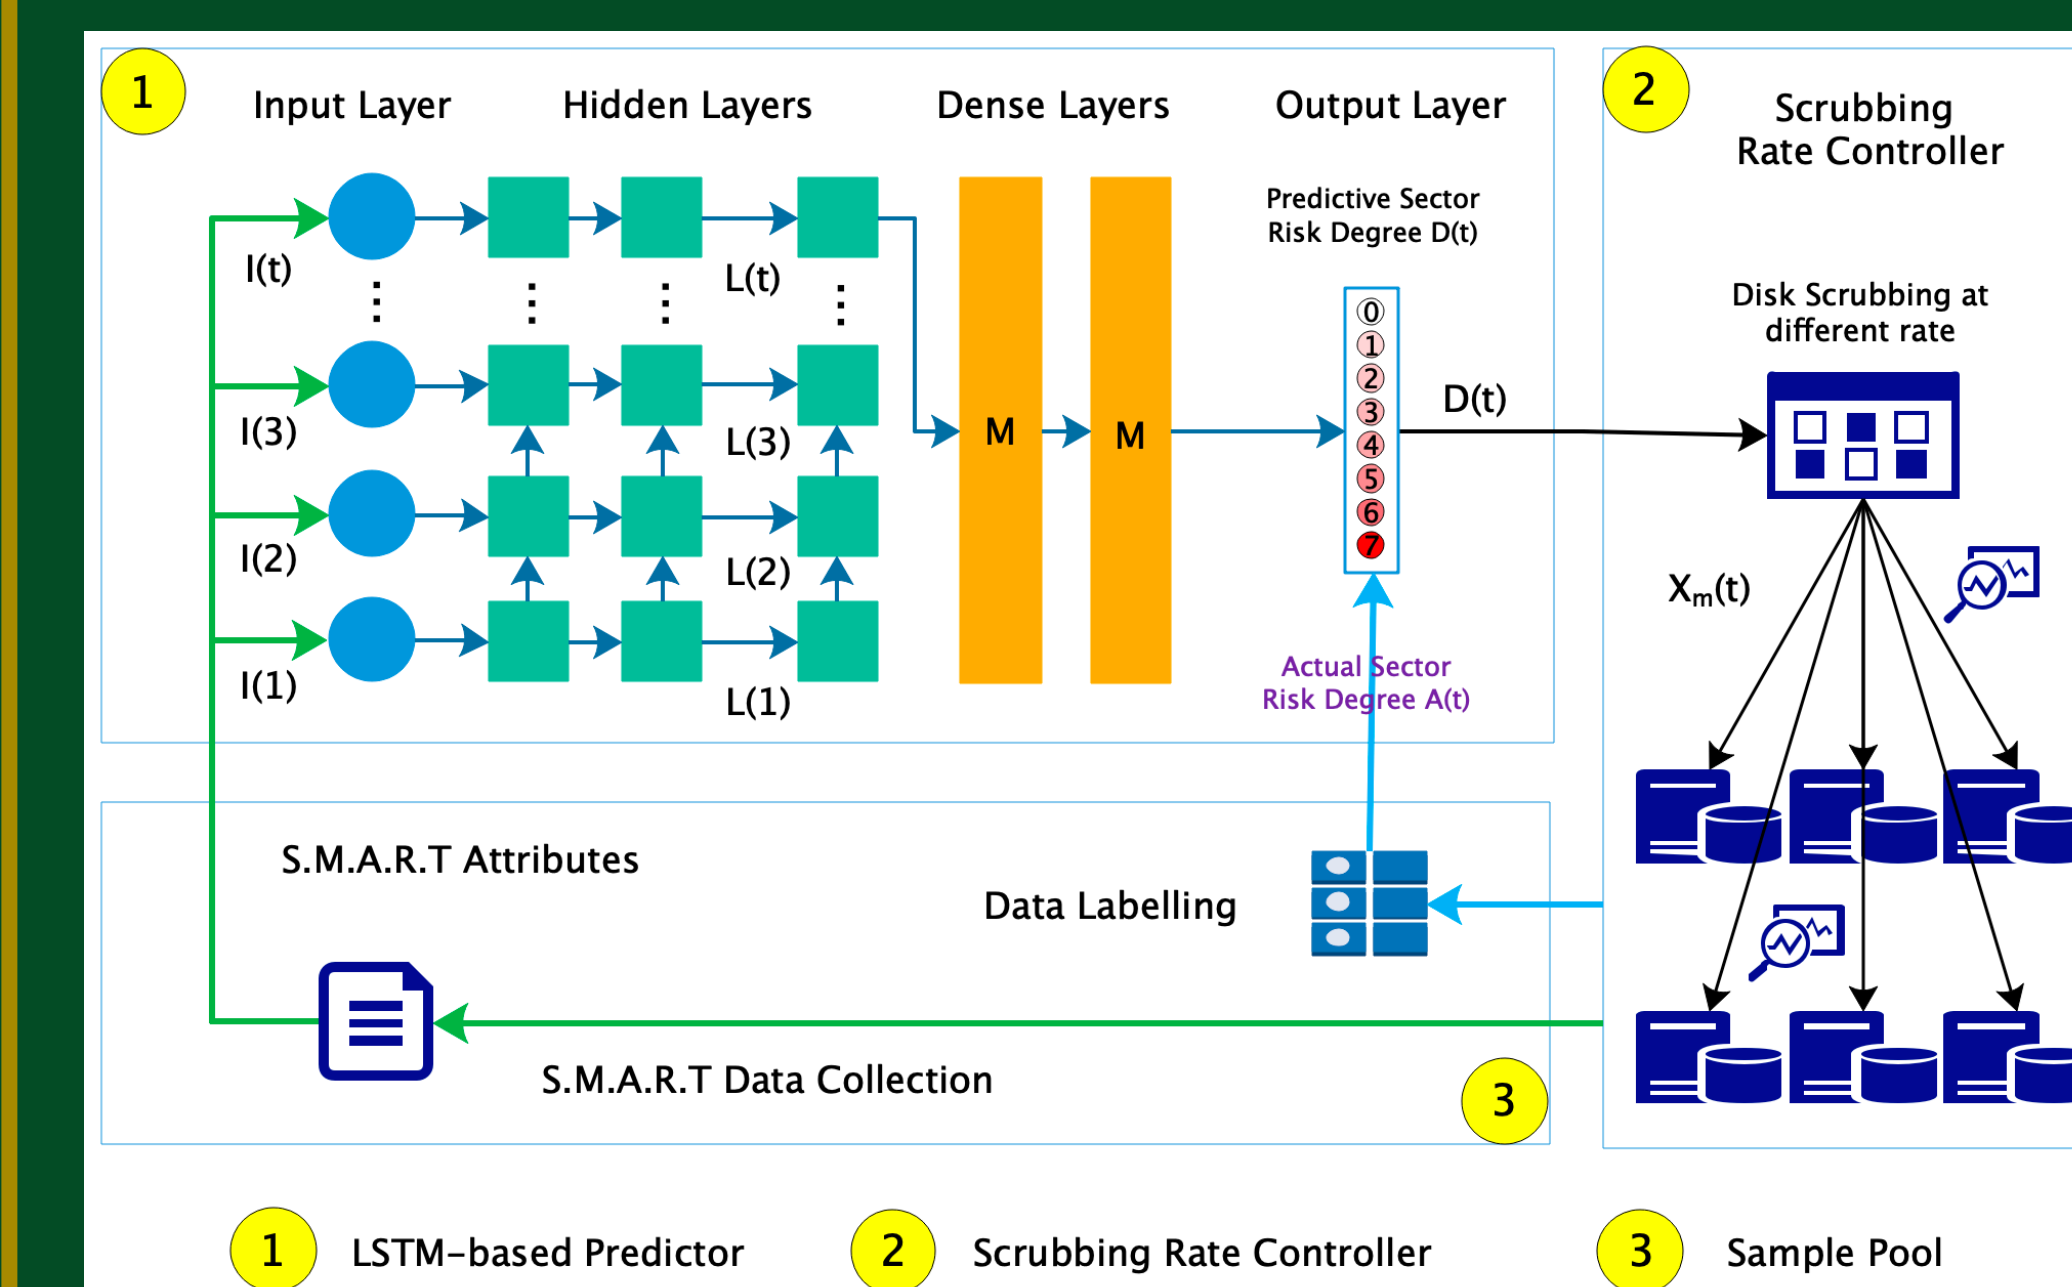 1
Input Layer
Hidden Layers
Dense Layers
Output Layer
Predictive Sector
Risk Degree D(t)
I(t)
L(t)
I(3)
L(3)
I(2)
L(2)
I(1)
L(1)
M
M
0
1
2
3
4
5
6
7
D(t)
Actual Sector
Risk Degree A(t)
2
Scrubbing
Rate Controller
Disk Scrubbing at
different rate
Xm(t)
S.M.A.R.T Attributes
Data Labelling
S.M.A.R.T Data Collection
3
1 LSTM-based Predictor
2 Scrubbing Rate Controller
3 Sample Pool